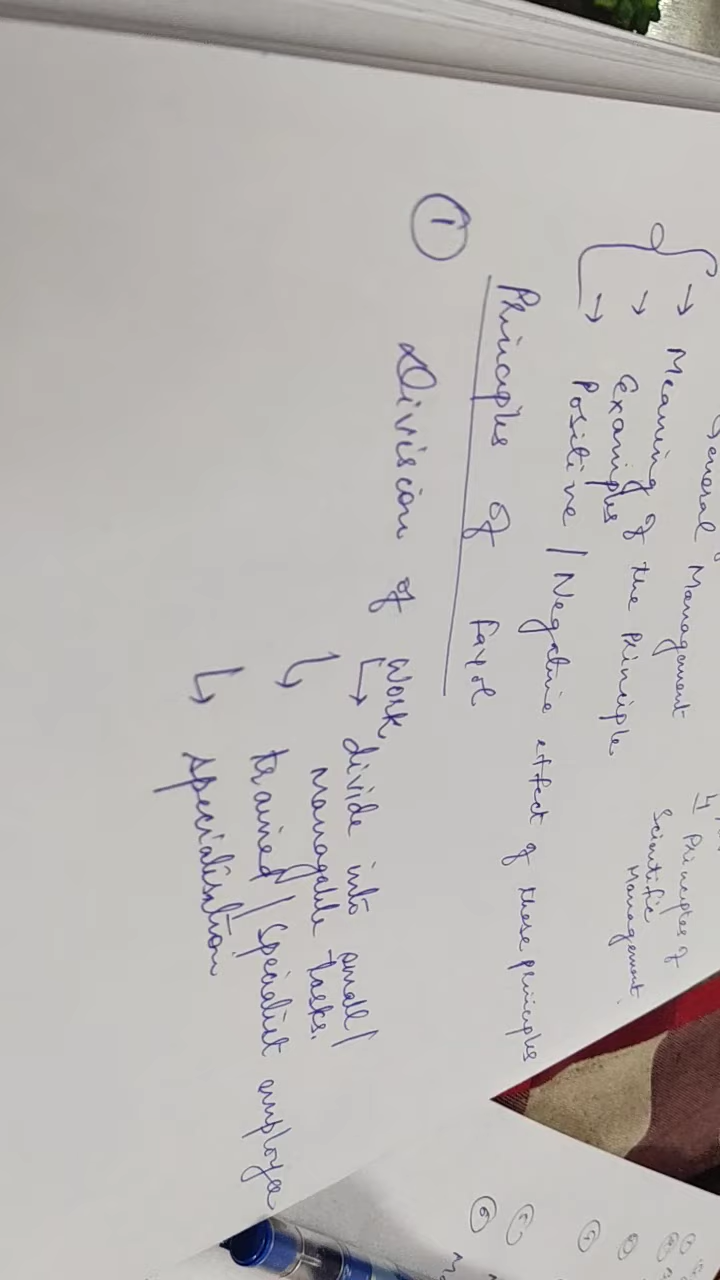 General Management
→ Meaning of the Principle
→ Examples
→ Positive / Negative effect of these principles
4 Principles of
Scientific
Management
Principles of Fayol
① Division of Work
↳ divide into small/
manageable tasks.
↳ trained / Specialist employee
↳ specialisation